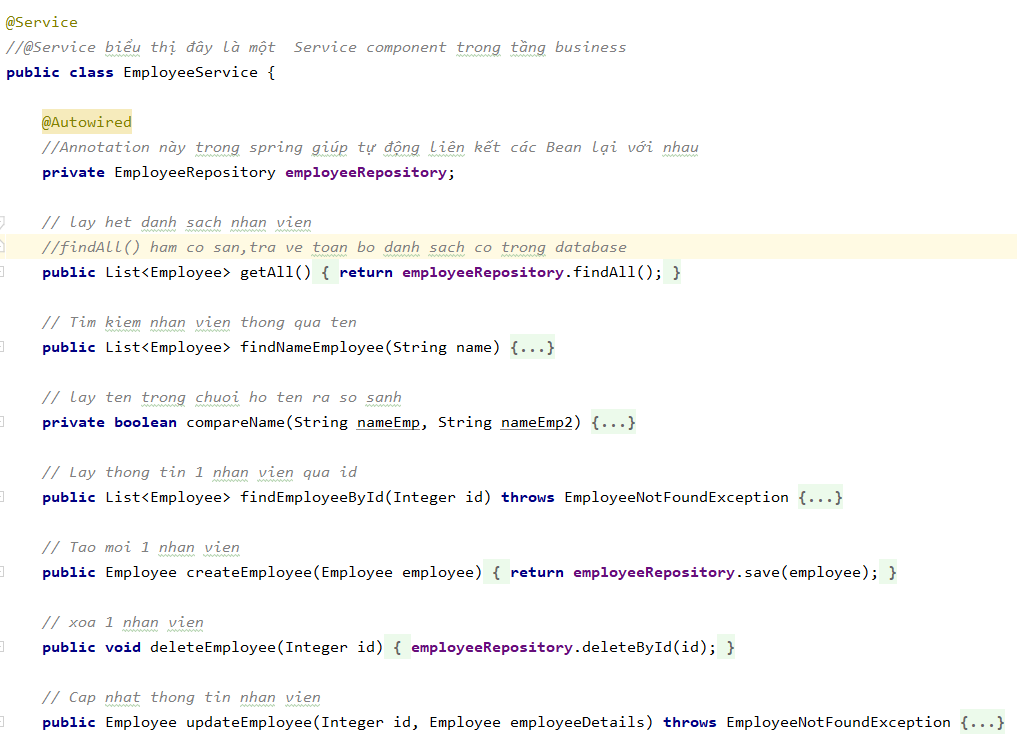 @Service
//@Service biểu thị đây là một  Service component trong tầng business
public class EmployeeService {
@Autowired
//Annotation này trong spring giúp tự động liên kết các Bean lại với nhau
private EmployeeRepository employeeRepository;
// lay het danh sach nhan vien
//findAll() ham co san,tra ve toan bo danh sach co trong database
public List<Employee> getAll() { return employeeRepository.findAll(); }
// Tim kiem nhan vien thong qua ten
public List<Employee> findNameEmployee(String name) {...}
// lay ten trong chuoi ho ten ra so sanh
private boolean compareName(String nameEmp, String nameEmp2) {...}
// Lay thong tin 1 nhan vien qua id
public List<Employee> findEmployeeById(Integer id) throws EmployeeNotFoundException {...}
// Tao moi 1 nhan vien
public Employee createEmployee(Employee employee) { return employeeRepository.save(employee); }
// xoa 1 nhan vien
public void deleteEmployee(Integer id) { employeeRepository.deleteById(id); }
// Cap nhat thong tin nhan vien
public Employee updateEmployee(Integer id, Employee employeeDetails) throws EmployeeNotFoundException {...}